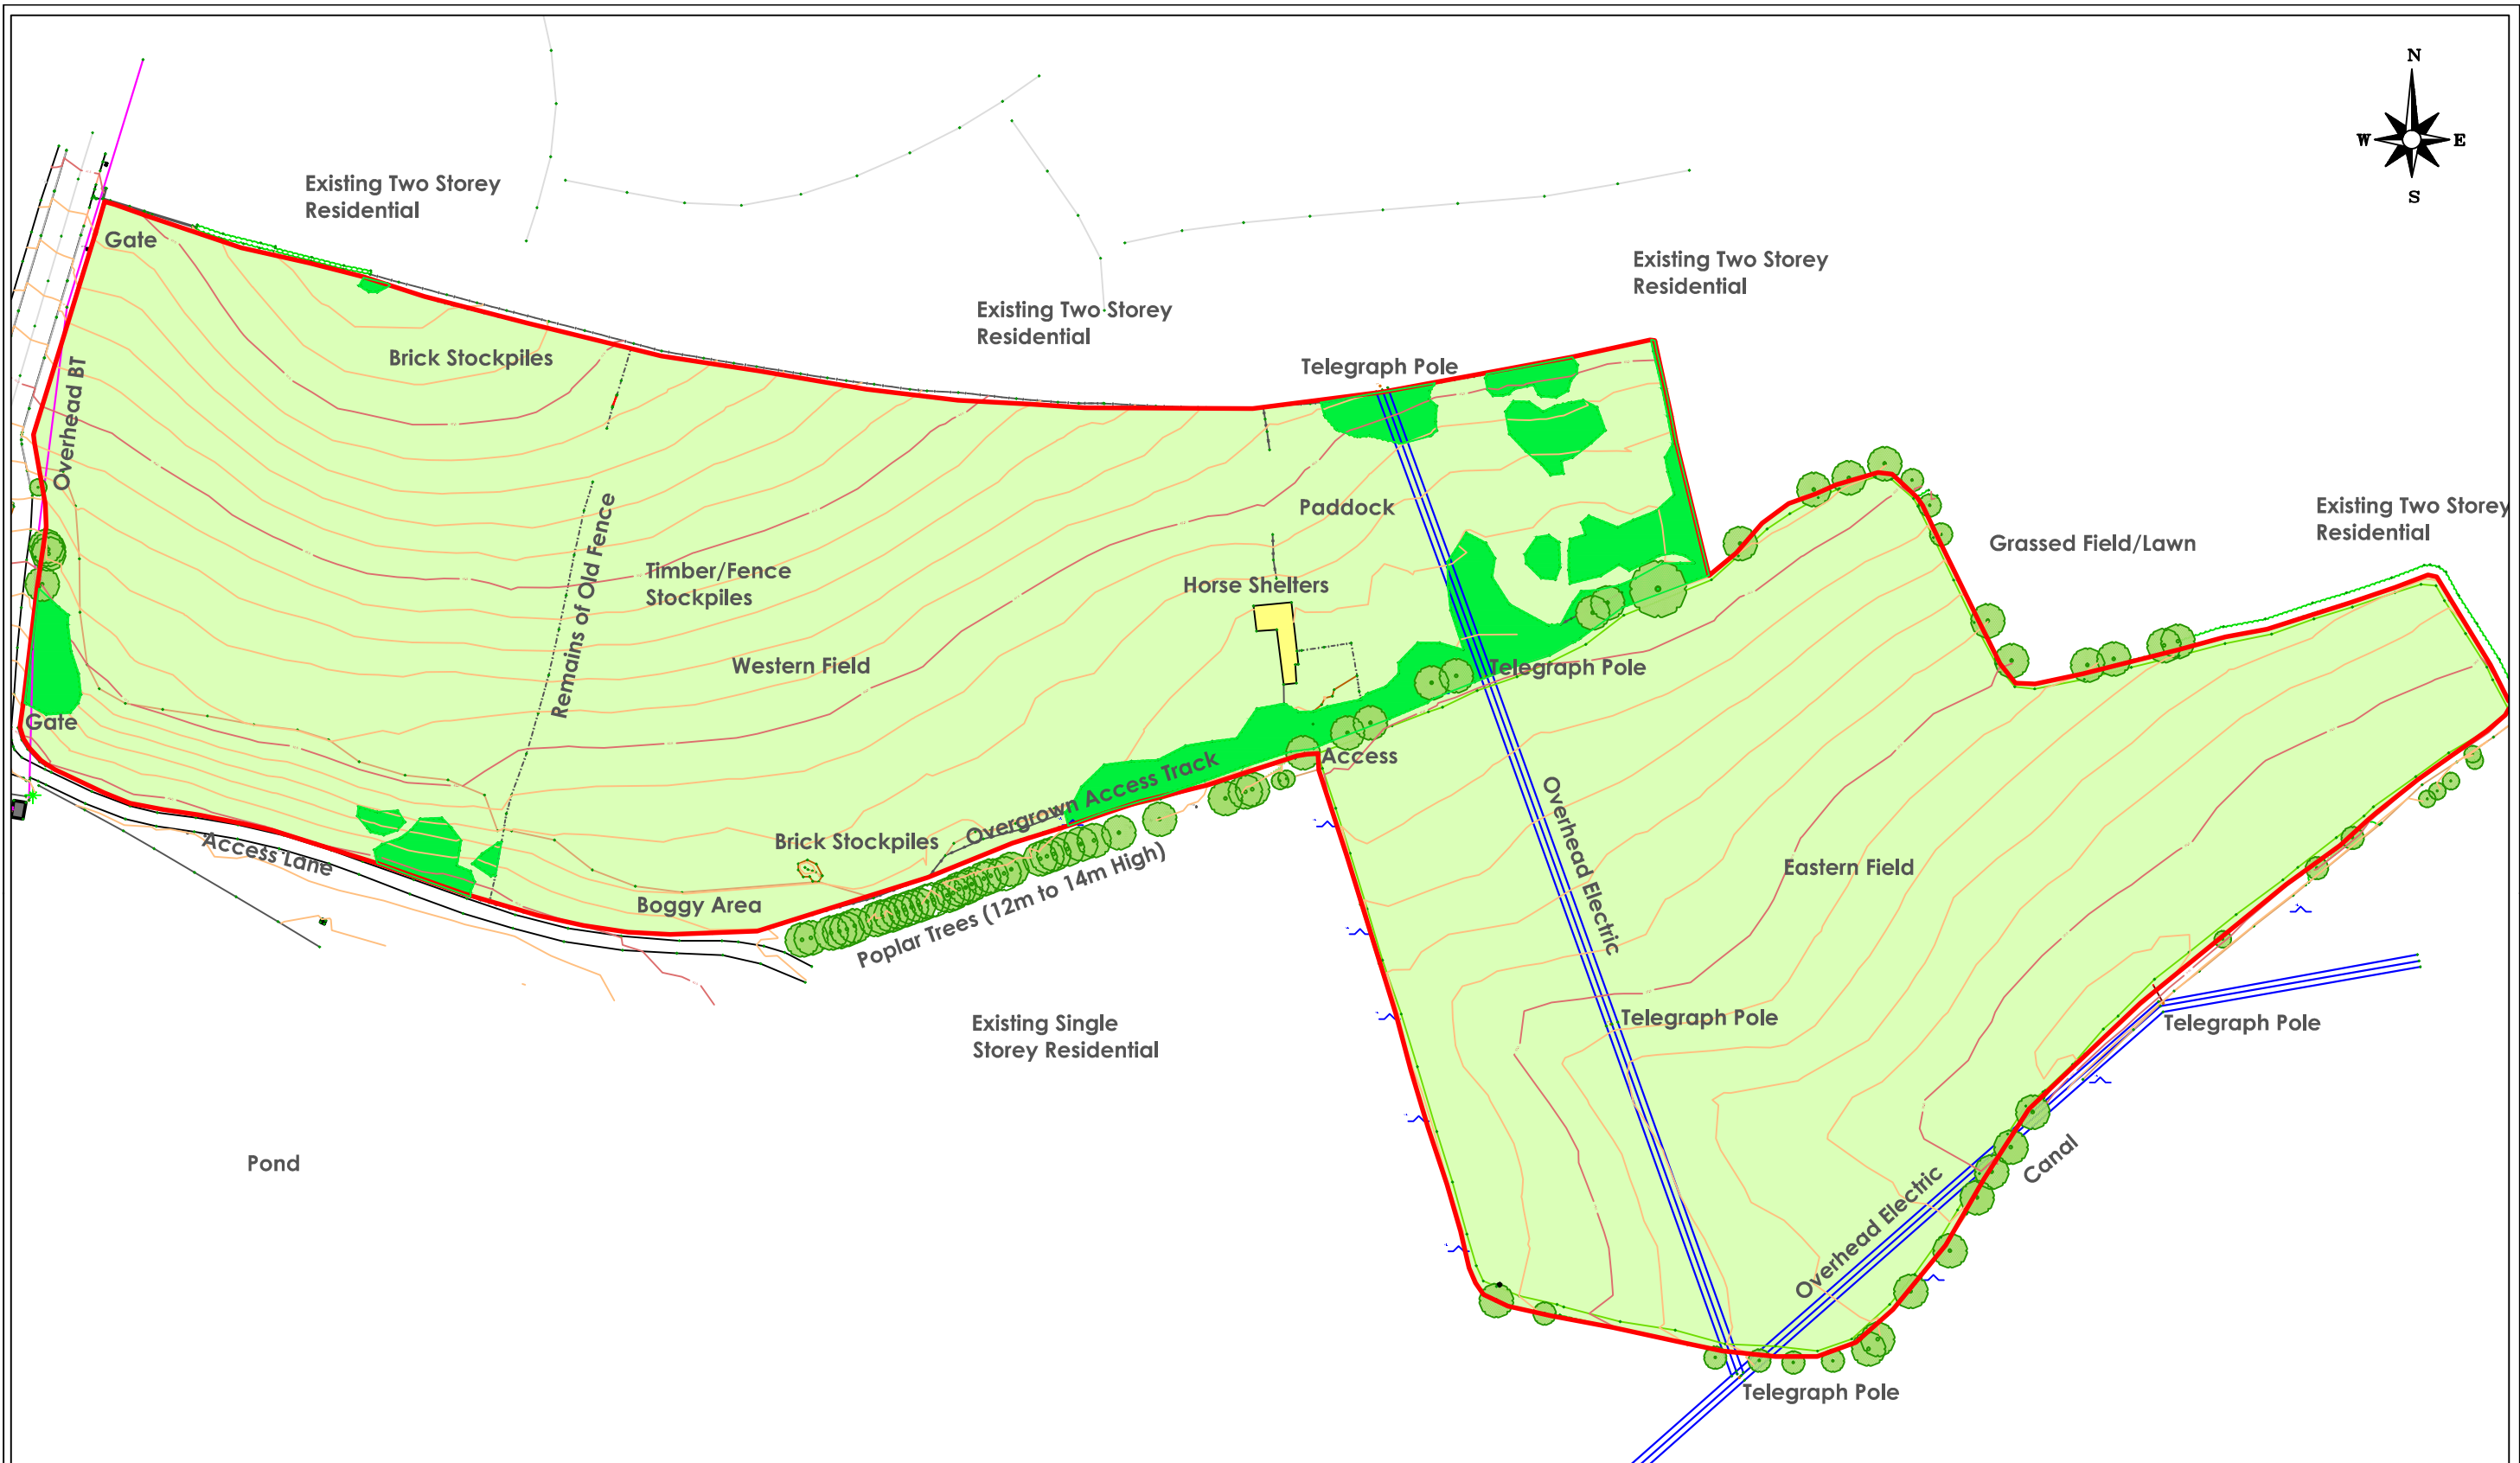 N
W
E
S
Existing Two Storey
Residential
Gate
Existing Two Storey
Residential
Existing Two Storey
Residential
Brick Stockpiles
Telegraph Pole
Overhead BT
Paddock
Existing Two Storey
Residential
Grassed Field/Lawn
Remains of Old Fence
Timber/Fence
Stockpiles
Horse Shelters
Western Field
Telegraph Pole
Gate
Access
Overgrown Access Track
Access Lane
Brick Stockpiles
Overhead Electric
Eastern Field
Boggy Area
Poplar Trees (12m to 14m High)
Existing Single
Storey Residential
Telegraph Pole
Telegraph Pole
Pond
Canal
Overhead Electric
Telegraph Pole